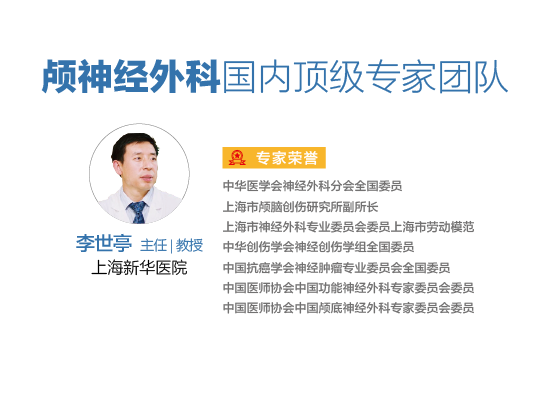 颅神经外科国内顶级专家团队
专家荣誉
中华医学会神经外科分会全国委员
上海市颅脑创伤研究所副所长
上海市神经外科专业委员会委员上海市劳动模范
中华创伤学会神经创伤学组全国委员
中国抗癌学会神经肿瘤专业委员会全国委员
中国医师协会中国功能神经外科专家委员会委员
中国医师协会中国颅底神经外科专家委员会委员
李世亭 主任|教授
上海新华医院